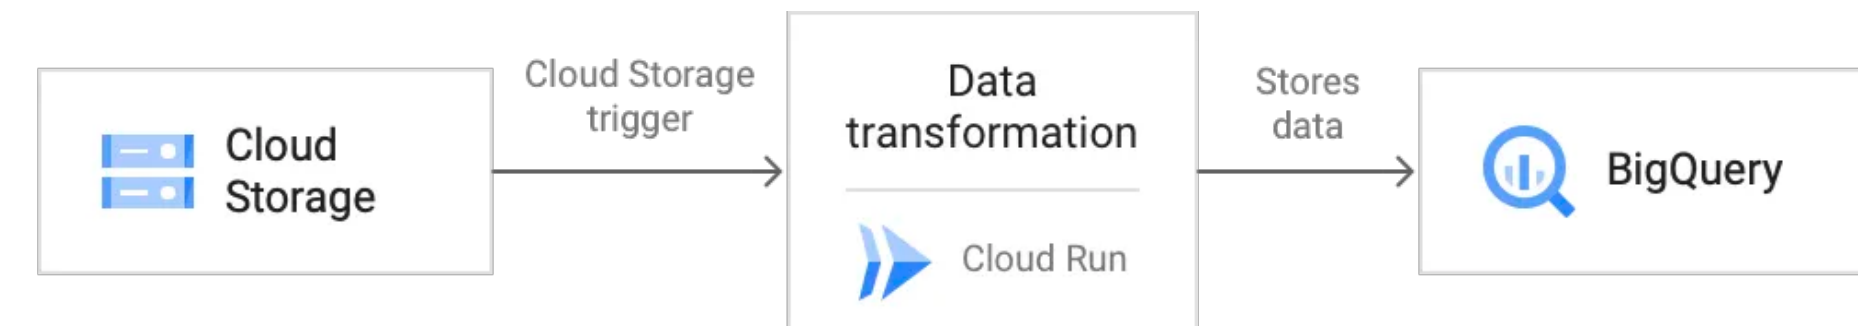 Cloud
Storage
Cloud Storage
trigger
Data
transformation
Cloud Run
Stores
data
BigQuery